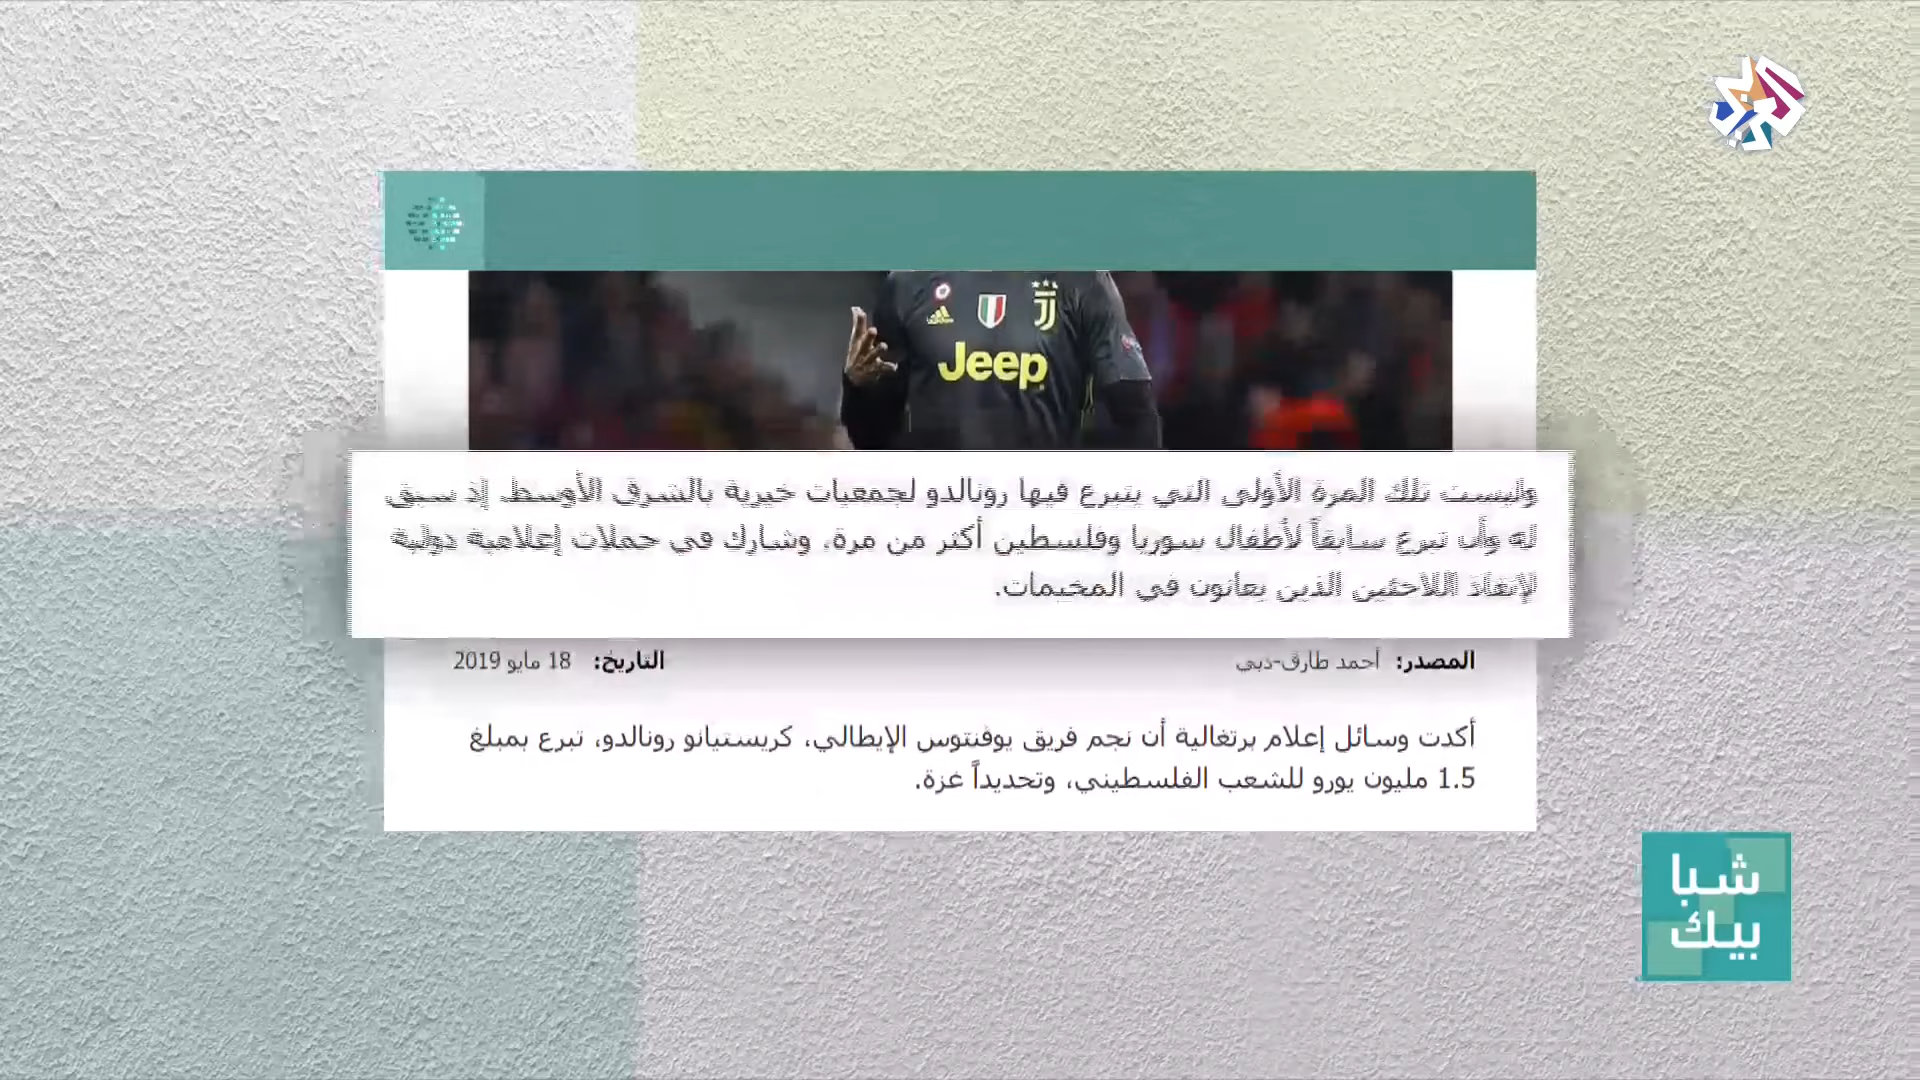 Jeep
وليست تلك المرة الأولى التي يتبرع فيها رونالدو لجمعيات خيرية بالشرق الأوسط إذ سبق
له وأن تبرع سابقاً لأطفال سوريا وفلسطين أكثر من مرة، وشارك في حملات إعلامية دولية
لإنقاذ اللاجئين الذين يعانون في المخيمات.
المصدر: أحمد طارق-دبي التاريخ: 18 مايو 2019
أكدت وسائل إعلام برتغالية أن نجم فريق يوفنتوس الإيطالي، كريستيانو رونالدو، تبرع بمبلغ
1.5 مليون يورو للشعب الفلسطيني، وتحديداً غزة.
شبا
بيك